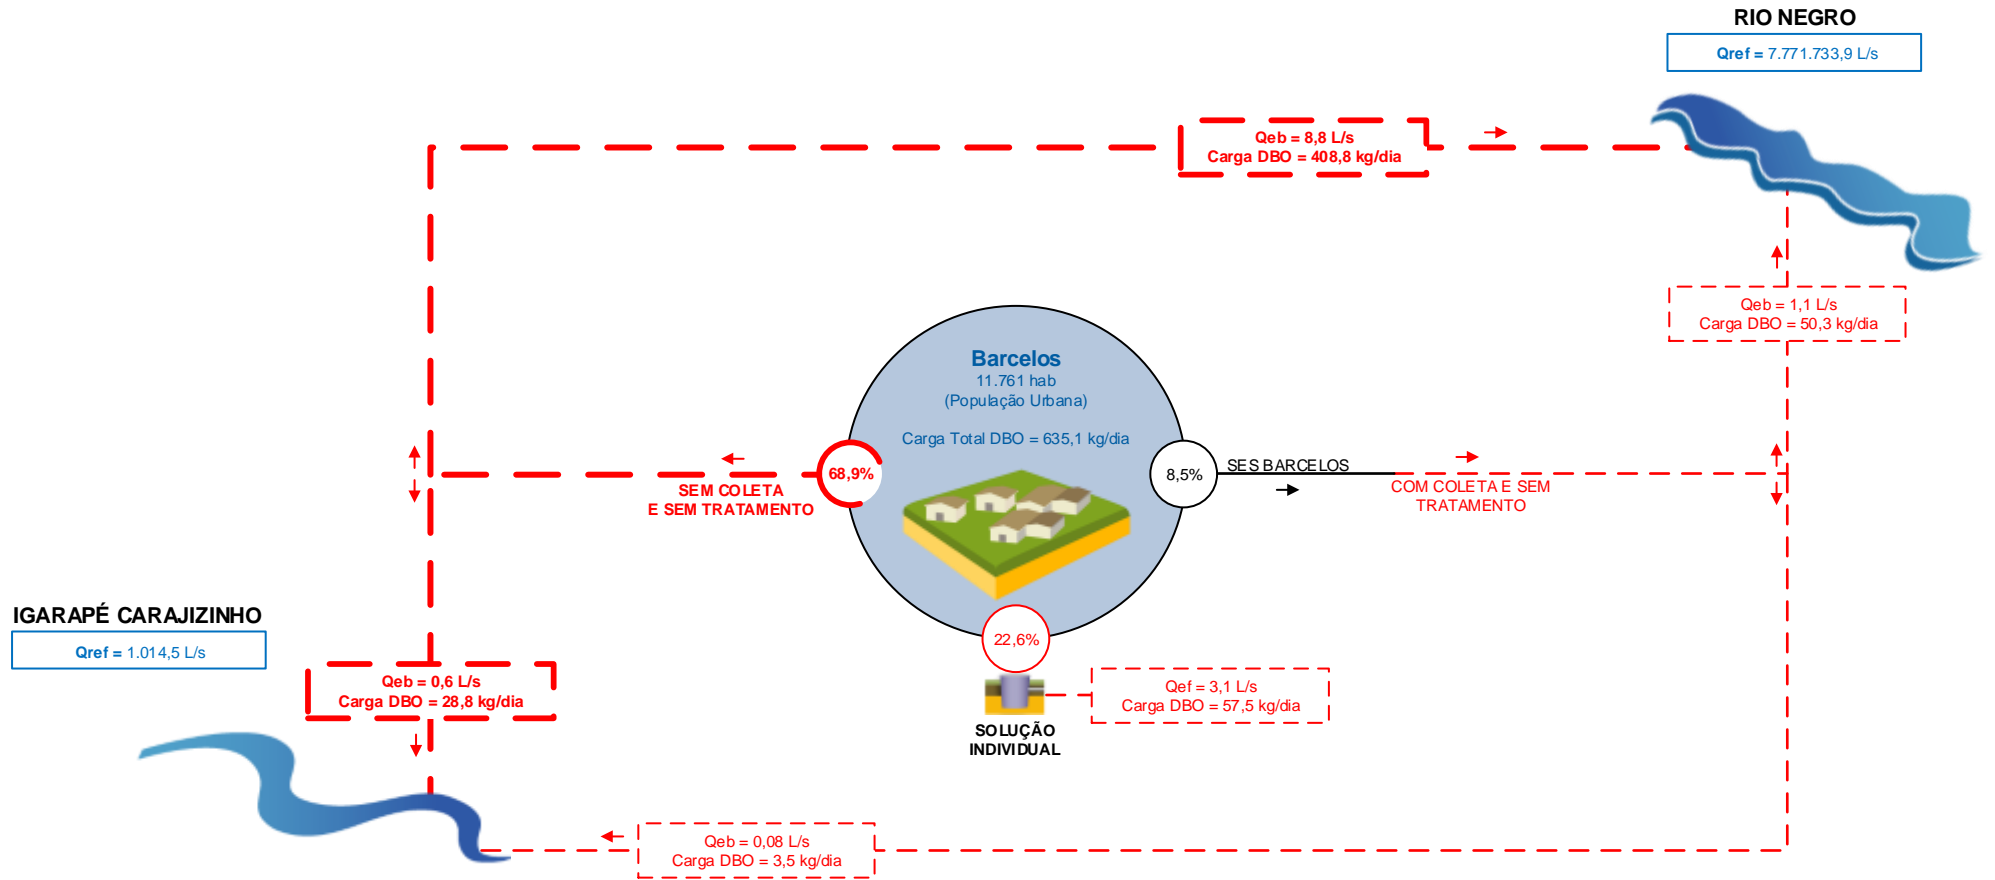 RIO NEGRO
Qref = 7.771.733,9 L/s
Qeb = 8,8 L/s
Carga DBO = 408,8 kg/dia
Qeb = 1,1 L/s
Carga DBO = 50,3 kg/dia
Barcelos
11.761 hab
(População Urbana)
Carga Total DBO = 635,1 kg/dia
68,9%
SEM COLETA
E SEM TRATAMENTO
8,5%
SES BARCELOS
COM COLETA E SEM
TRATAMENTO
IGARAPÉ CARAJIZINHO
Qref = 1.014,5 L/s
Qeb = 0,6 L/s
Carga DBO = 28,8 kg/dia
22,6%
Qef = 3,1 L/s
Carga DBO = 57,5 kg/dia
SOLUÇÃO
INDIVIDUAL
Qeb = 0,08 L/s
Carga DBO = 3,5 kg/dia